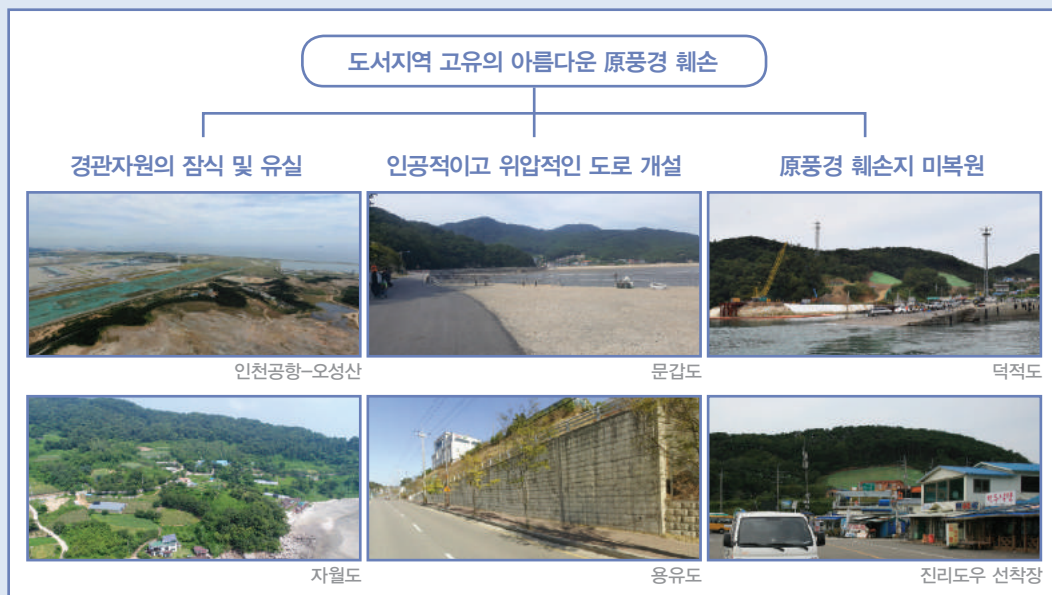 도서지역 고유의 아름다운 原풍경 훼손
경관자원의 잠식 및 유실
인공적이고 위압적인 도로 개설
原풍경 훼손지 미복원
인천공항-오성산
문갑도
덕적도
자월도
용유도
진리도우 선착장